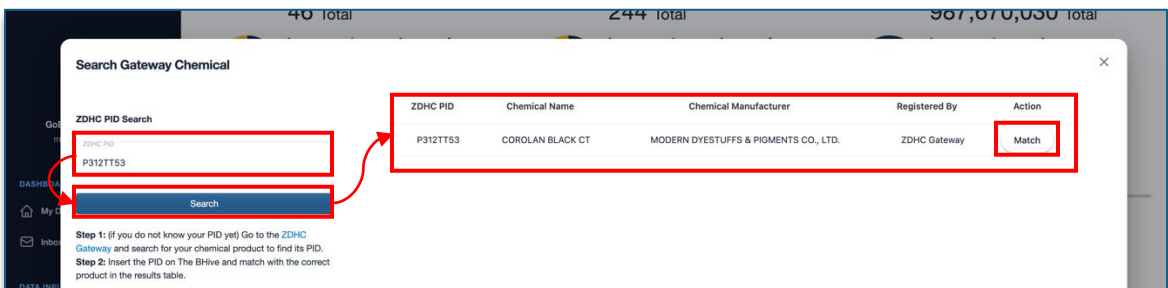 46 Total
244 Total
987,670,030 Total
Search Gateway Chemical
ZDHC PID Search
ZDHC PID
P312TT53
Search
Step 1: (if you do not know your PID yet) Go to the ZDHC
Gateway and search for your chemical product to find its PID.
Step 2: Insert the PID on The BHive and match with the correct
product in the results table.
ZDHC PID Chemical Name Chemical Manufacturer Registered By Action
P312TT53 COROLAN BLACK CT MODERN DYESTUFFS & PIGMENTS CO., LTD. ZDHC Gateway Match
My D
Inbox